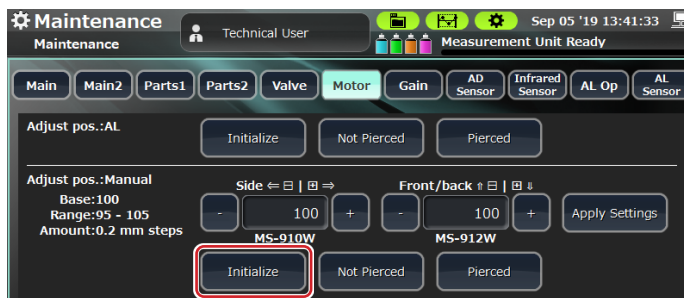 Maintenance
Maintenance
Technical User
Sep 05 '19 13:41:33
Measurement Unit Ready
Main Main2 Parts1 Parts2 Valve Motor Gain AD Sensor Infrared Sensor AL Op AL Sensor
Adjust pos.:AL
Initialize Not Pierced Pierced
Adjust pos.:Manual
Base:100
Range:95 - 105
Amount:0.2 mm steps
Side ⇐ ⊟ | ⊞ ⇒ Front/back ⇑ ⊟ | ⊞ ⇓
- 100 + - 100 + Apply Settings
MS-910W MS-912W
Initialize Not Pierced Pierced